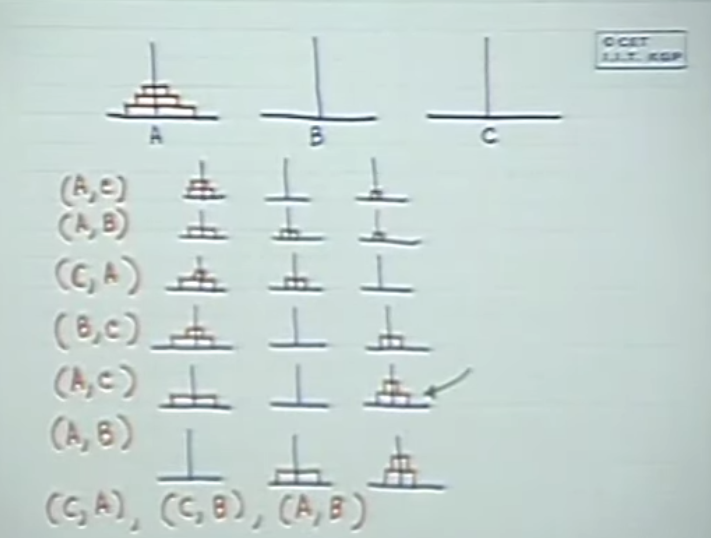 © CET
I.I.T. KGP
A B C
(A,C)
(A,B)
(C,A)
(B,C)
(A,C)
(A,B)
(C,A), (C,B), (A,B)